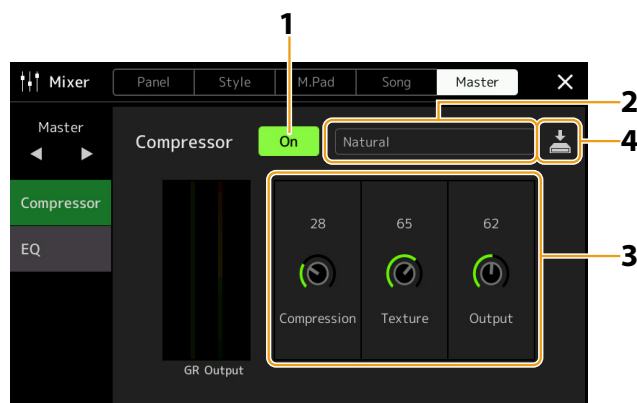 1
Mixer Panel Style M.Pad Song Master
2
Master
Compressor On Natural
4
Compressor
EQ
28 65 62
3
Compression Texture Output
GR Output